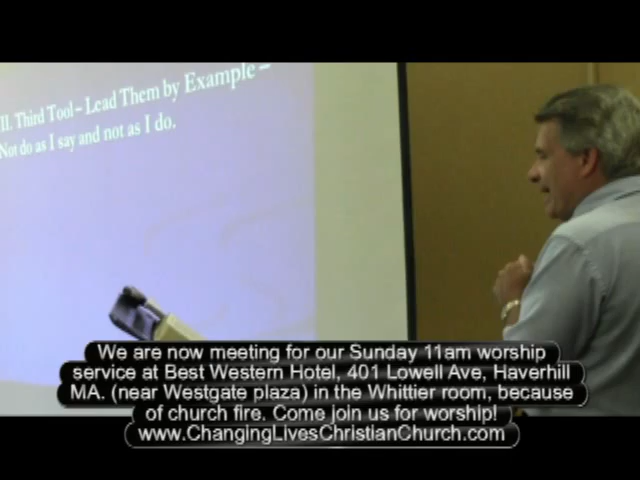 II. Third Tool – Lead Them by Example –
Not do as I say and not as I do.
We are now meeting for our Sunday 11am worship
service at Best Western Hotel, 401 Lowell Ave, Haverhill
MA. (near Westgate plaza) in the Whittier room, because
of church fire. Come join us for worship!
www.ChangingLivesChristianChurch.com